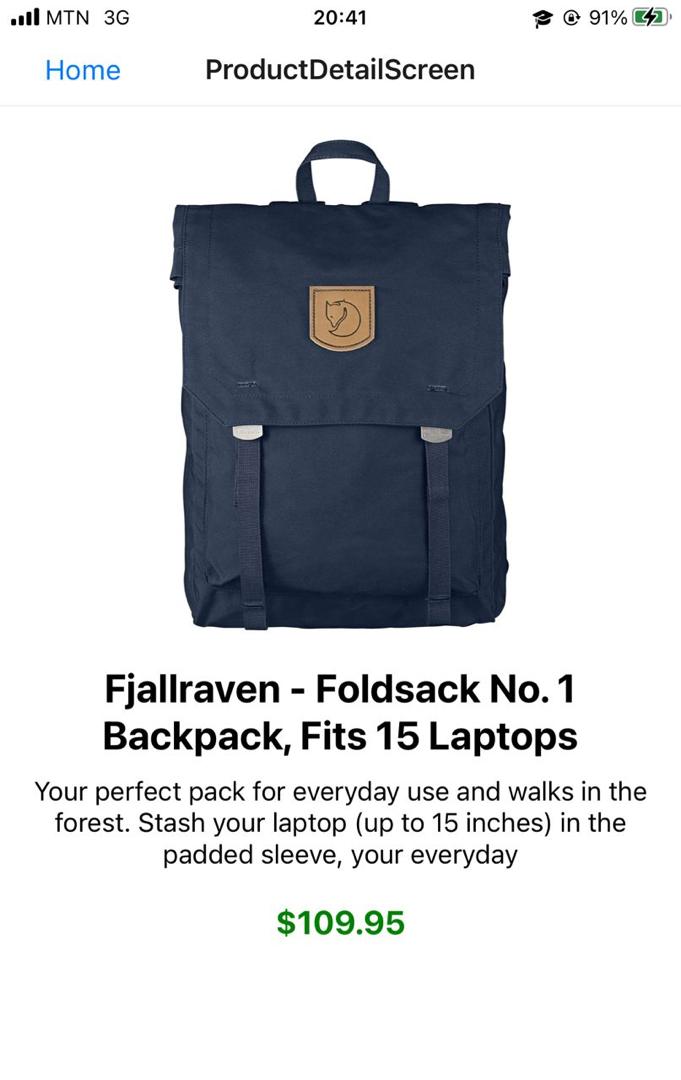 MTN 3G 20:41 91%
Home ProductDetailScreen
Fjallraven - Foldsack No. 1
Backpack, Fits 15 Laptops
Your perfect pack for everyday use and walks in the
forest. Stash your laptop (up to 15 inches) in the
padded sleeve, your everyday
$109.95